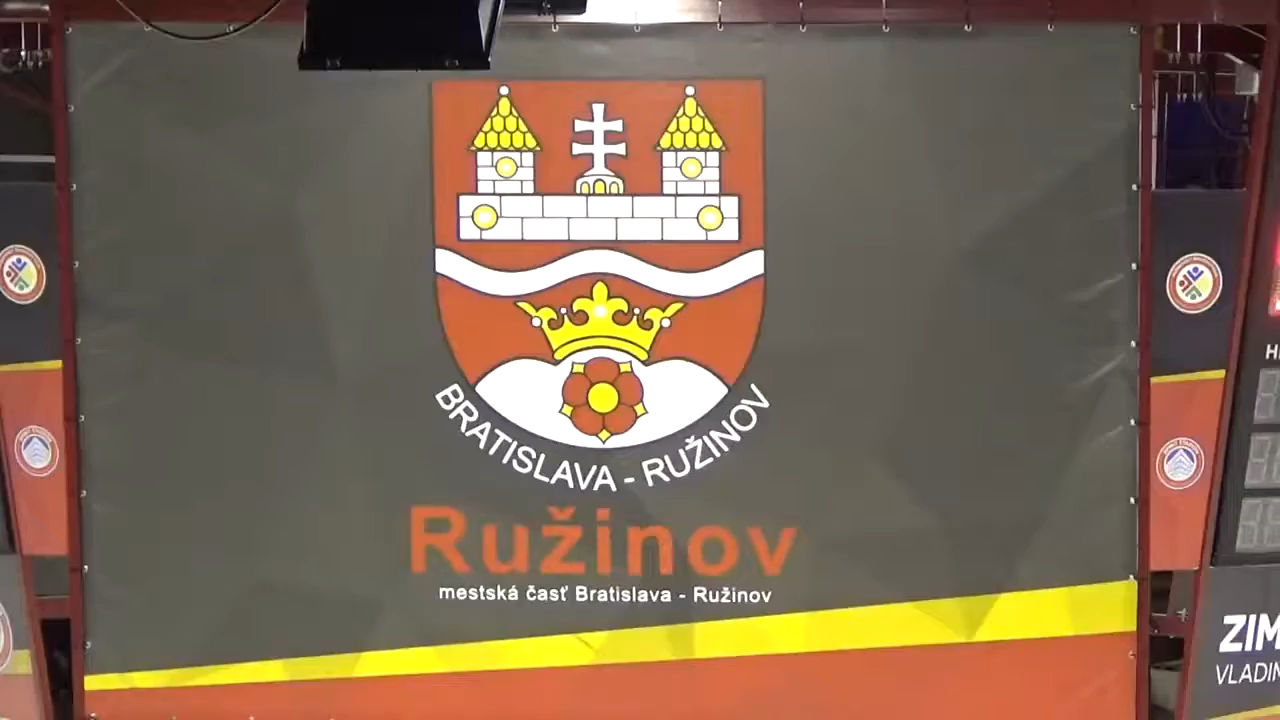 BRATISLAVA - RUŽINOV
Ružinov
mestská časť Bratislava - Ružinov
ZIM
VLADIM